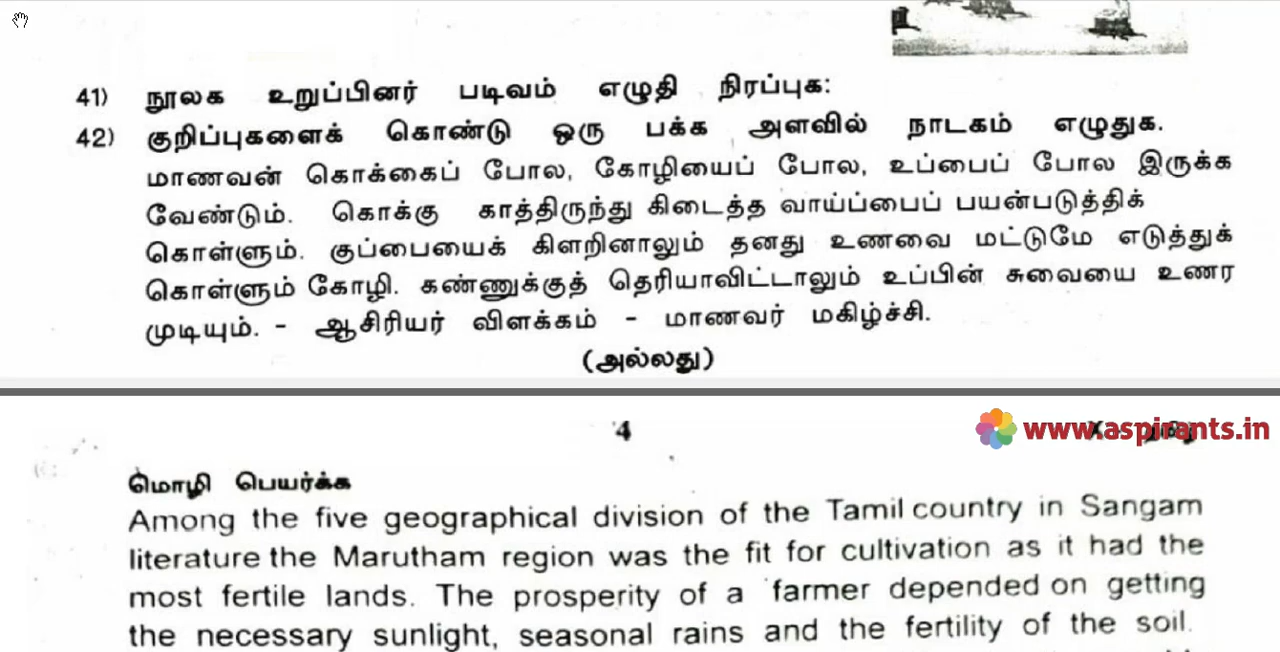 41) நூலக உறுப்பினர் படிவம் எழுதி நிரப்புக:
42) குறிப்புகளைக் கொண்டு ஒரு பக்க அளவில் நாடகம் எழுதுக.
மாணவன் கொக்கைப் போல, கோழியைப் போல, உப்பைப் போல இருக்க
வேண்டும். கொக்கு காத்திருந்து கிடைத்த வாய்ப்பைப் பயன்படுத்திக்
கொள்ளும். குப்பையைக் கிளறினாலும் தனது உணவை மட்டுமே எடுத்துக்
கொள்ளும் கோழி. கண்ணுக்குத் தெரியாவிட்டாலும் உப்பின் சுவையை உணர
முடியும். - ஆசிரியர் விளக்கம் - மாணவர் மகிழ்ச்சி.
(அல்லது)
4
www.aspirants.in
மொழி பெயர்க்க
Among the five geographical division of the Tamil country in Sangam
literature the Marutham region was the fit for cultivation as it had the
most fertile lands. The prosperity of a farmer depended on getting
the necessary sunlight, seasonal rains and the fertility of the soil.